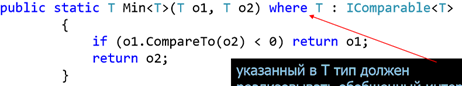 public static T Min<T>(T o1, T o2) where T : IComparable<T>
{
if (o1.CompareTo(o2) < 0) return o1;
return o2;
}
указанный в T тип должен